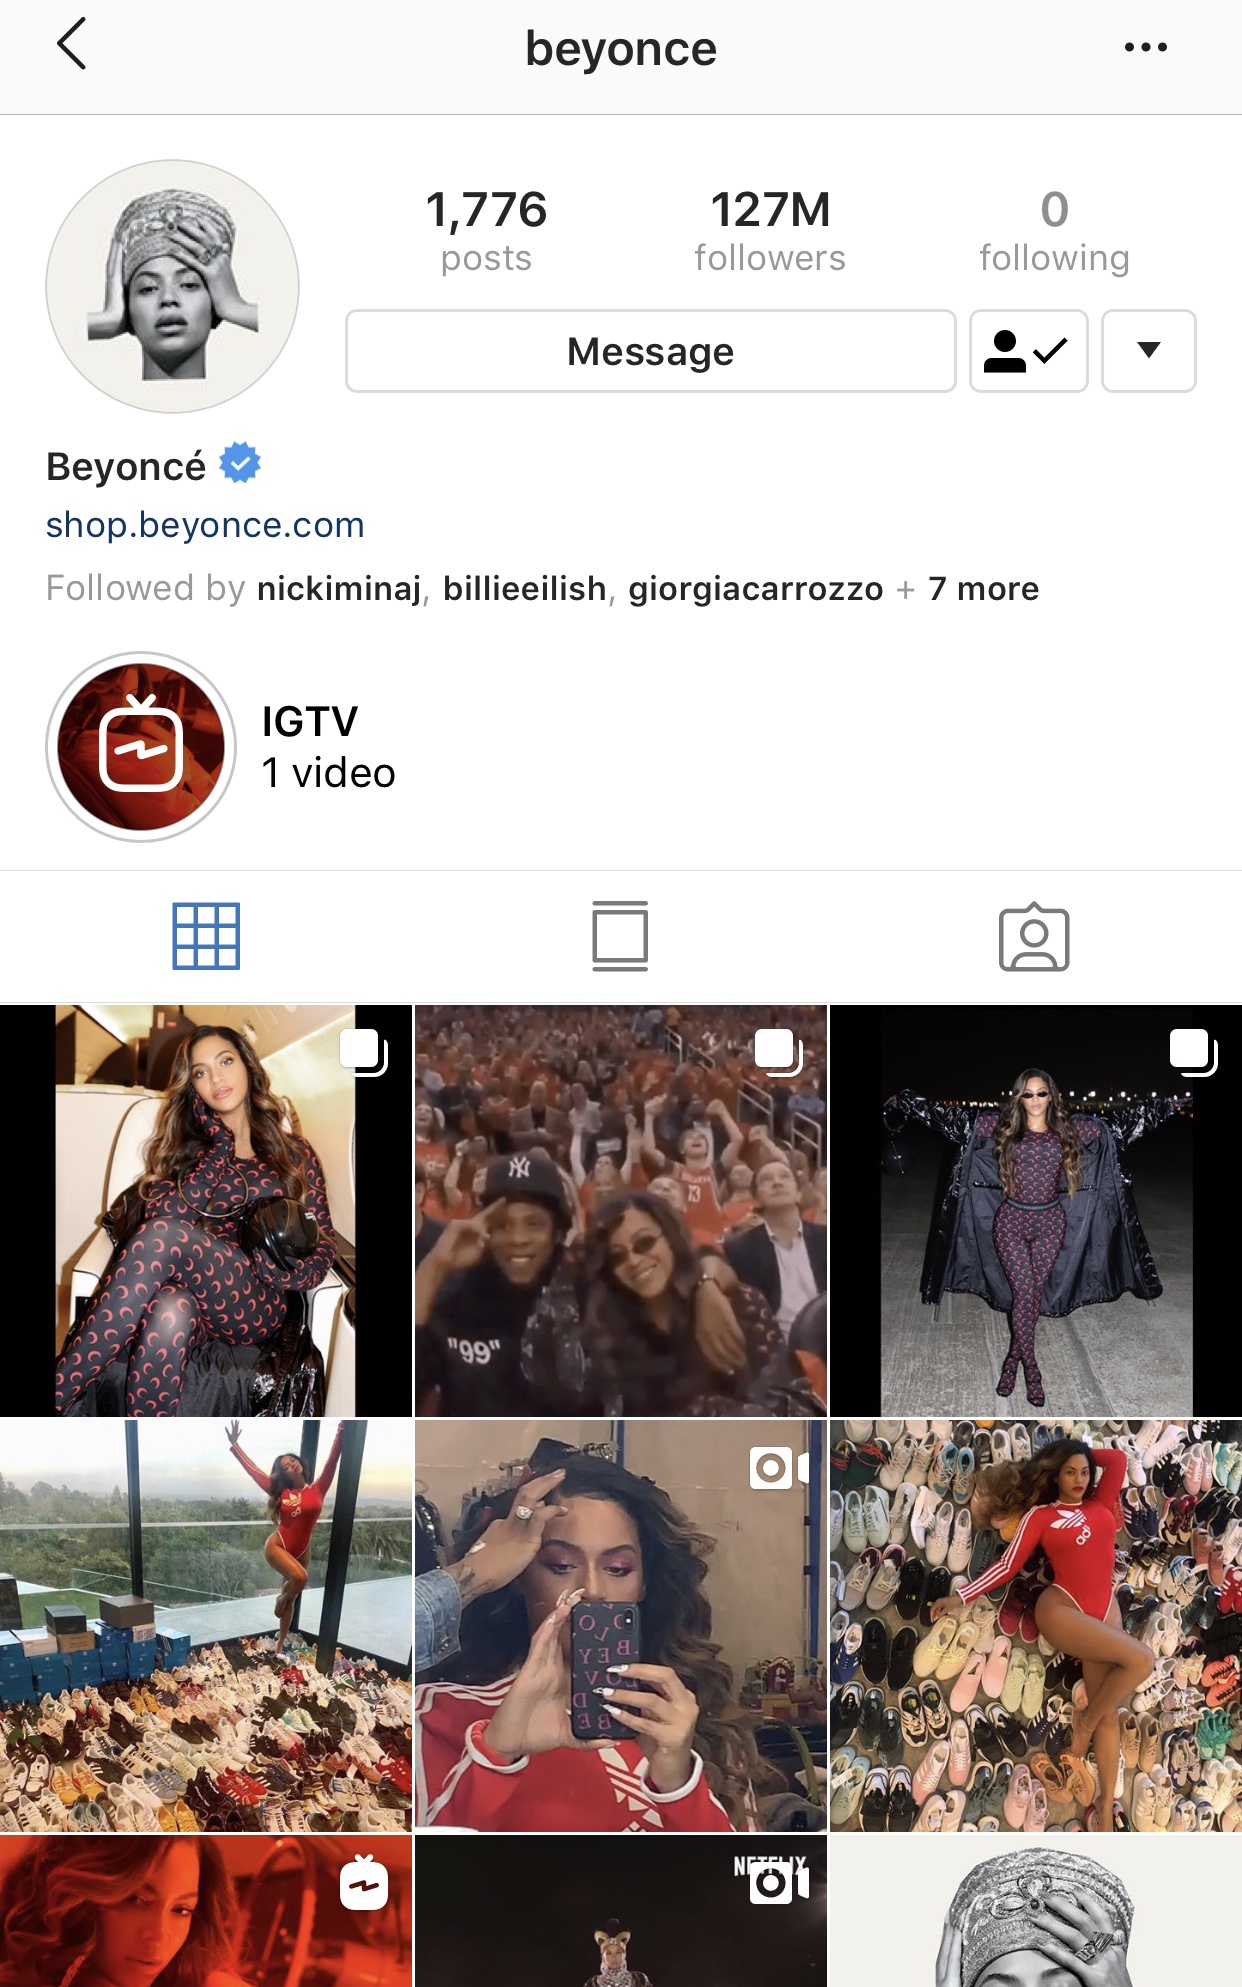 beyonce
1,776
posts
127M
followers
0
following
Message
Beyoncé
shop.beyonce.com
Followed by nickiminaj, billieeilish, giorgiacarrozzo + 7 more
IGTV
1 video
NY
13
"99"
NETFLIX